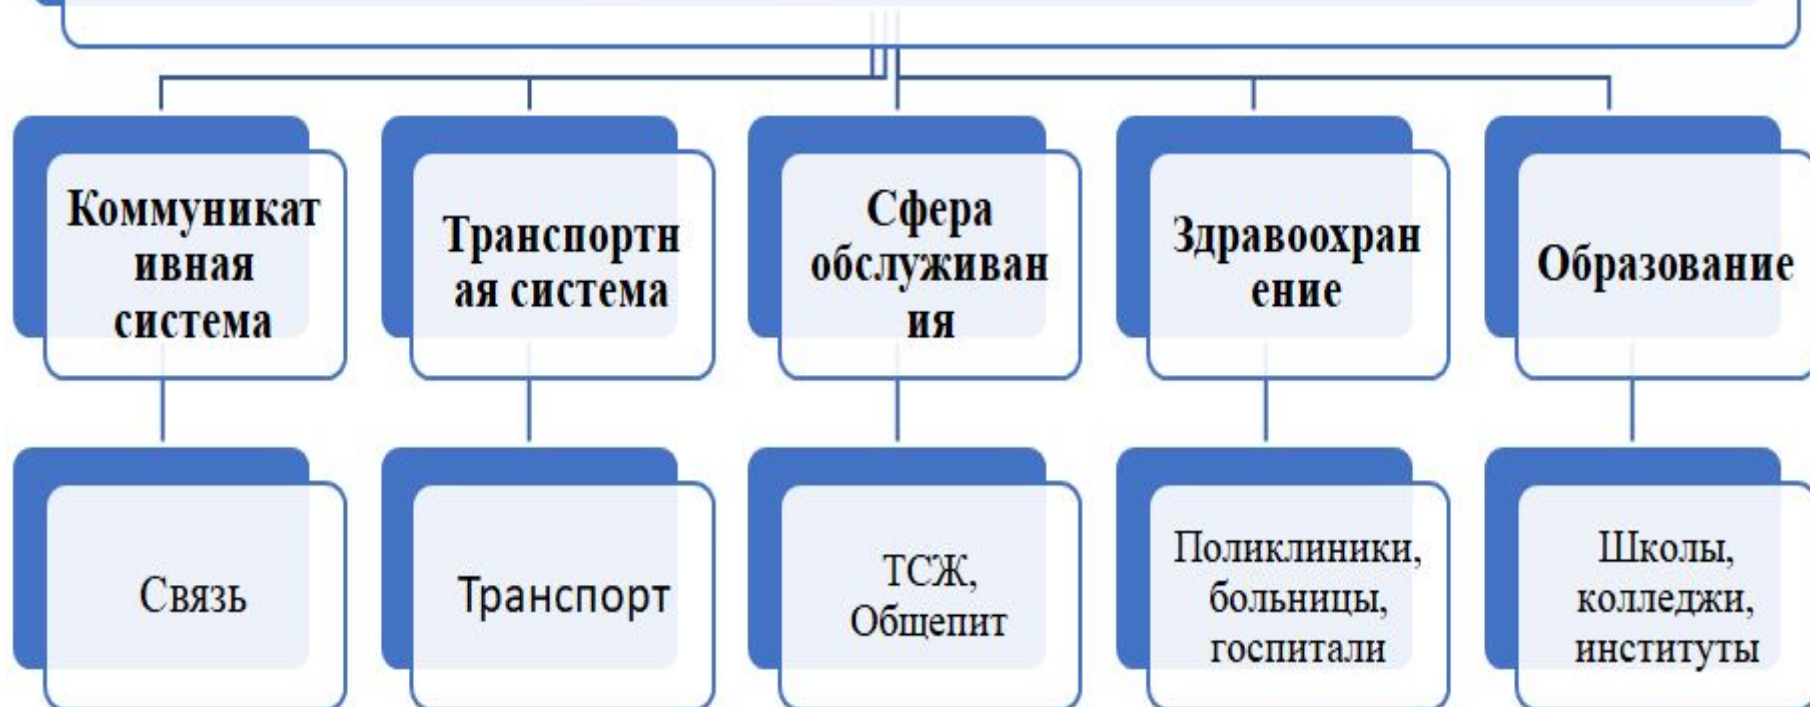 Коммуникат
ивная
система
Транспортн
ая система
Сфера
обслуживан
ия
Здравоохран
ение
Образование
Связь
Транспорт
ТСЖ,
Общепит
Поликлиники,
больницы,
госпитали
Школы,
колледжи,
институты